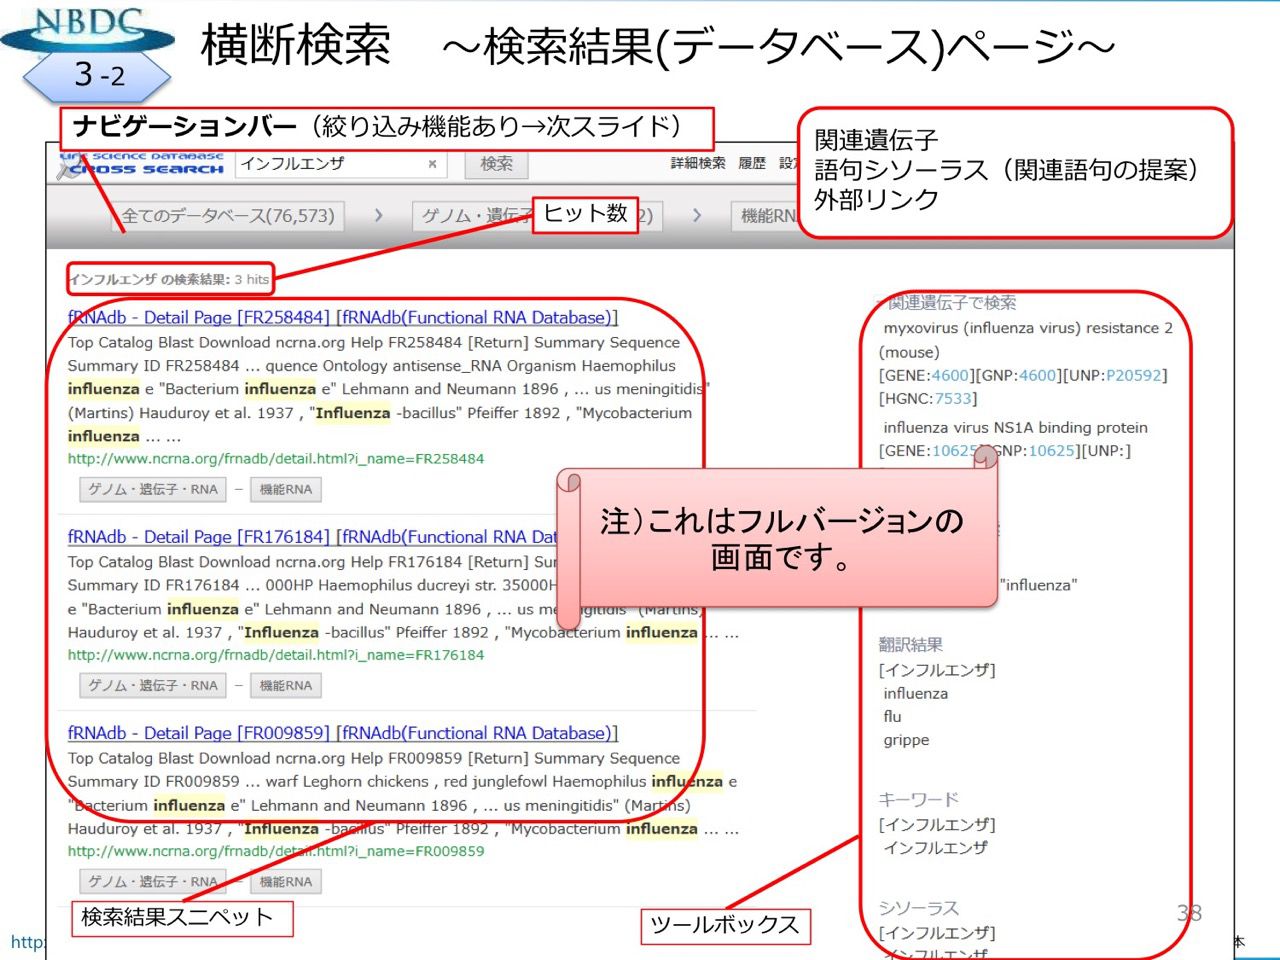 NBDC
3-2
横断検索 ～検索結果(データベース)ページ～
ナビゲーションバー（絞り込み機能あり→次スライド）
関連遺伝子
語句シソーラス（関連語句の提案）
外部リンク
LIFE SCIENCE DATABASE
CROSS SEARCH
インフルエンザ × 検索
詳細検索 履歴
全てのデータベース(76,573) > ゲノム・遺伝子 2) > 機能RN
ヒット数
インフルエンザ の検索結果: 3 hits
fRNAdb - Detail Page [FR258484] [fRNAdb(Functional RNA Database)]
Top Catalog Blast Download ncrna.org Help FR258484 [Return] Summary Sequence
Summary ID FR258484 ... quence Ontology antisense_RNA Organism Haemophilus
influenza e "Bacterium influenza e" Lehmann and Neumann 1896 , ... us meningitidis"
(Martins) Hauduroy et al. 1937 , "Influenza -bacillus" Pfeiffer 1892 , "Mycobacterium
influenza ... ...
http://www.ncrna.org/frnadb/detail.html?i_name=FR258484
ゲノム・遺伝子・RNA – 機能RNA
fRNAdb - Detail Page [FR176184] [fRNAdb(Functional RNA Dat
Top Catalog Blast Download ncrna.org Help FR176184 [Return] Su
Summary ID FR176184 ... 000HP Haemophilus ducreyi str. 35000H
e "Bacterium influenza e" Lehmann and Neumann 1896 , ... us meningitidis" (Martins)
Hauduroy et al. 1937 , "Influenza -bacillus" Pfeiffer 1892 , "Mycobacterium influenza ... ...
http://www.ncrna.org/frnadb/detail.html?i_name=FR176184
ゲノム・遺伝子・RNA – 機能RNA
fRNAdb - Detail Page [FR009859] [fRNAdb(Functional RNA Database)]
Top Catalog Blast Download ncrna.org Help FR009859 [Return] Summary Sequence
Summary ID FR009859 ... warf Leghorn chickens , red junglefowl Haemophilus influenza e
"Bacterium influenza e" Lehmann and Neumann 1896 , ... us meningitidis" (Martins)
Hauduroy et al. 1937 , "Influenza -bacillus" Pfeiffer 1892 , "Mycobacterium influenza ... ...
http://www.ncrna.org/frnadb/detail.html?i_name=FR009859
ゲノム・遺伝子・RNA – 機能RNA
関連遺伝子で検索
myxovirus (influenza virus) resistance 2
(mouse)
[GENE:4600][GNP:4600][UNP:P20592]
[HGNC:7533]
influenza virus NS1A binding protein
[GENE:10625][GNP:10625][UNP:]
注）これはフルバージョンの
画面です。
"influenza"
翻訳結果
[インフルエンザ]
influenza
flu
grippe
キーワード
[インフルエンザ]
インフルエンザ
シソーラス
[インフルエンザ]
インフルエンザ
検索結果スニペット
ツールボックス
38
http:
本